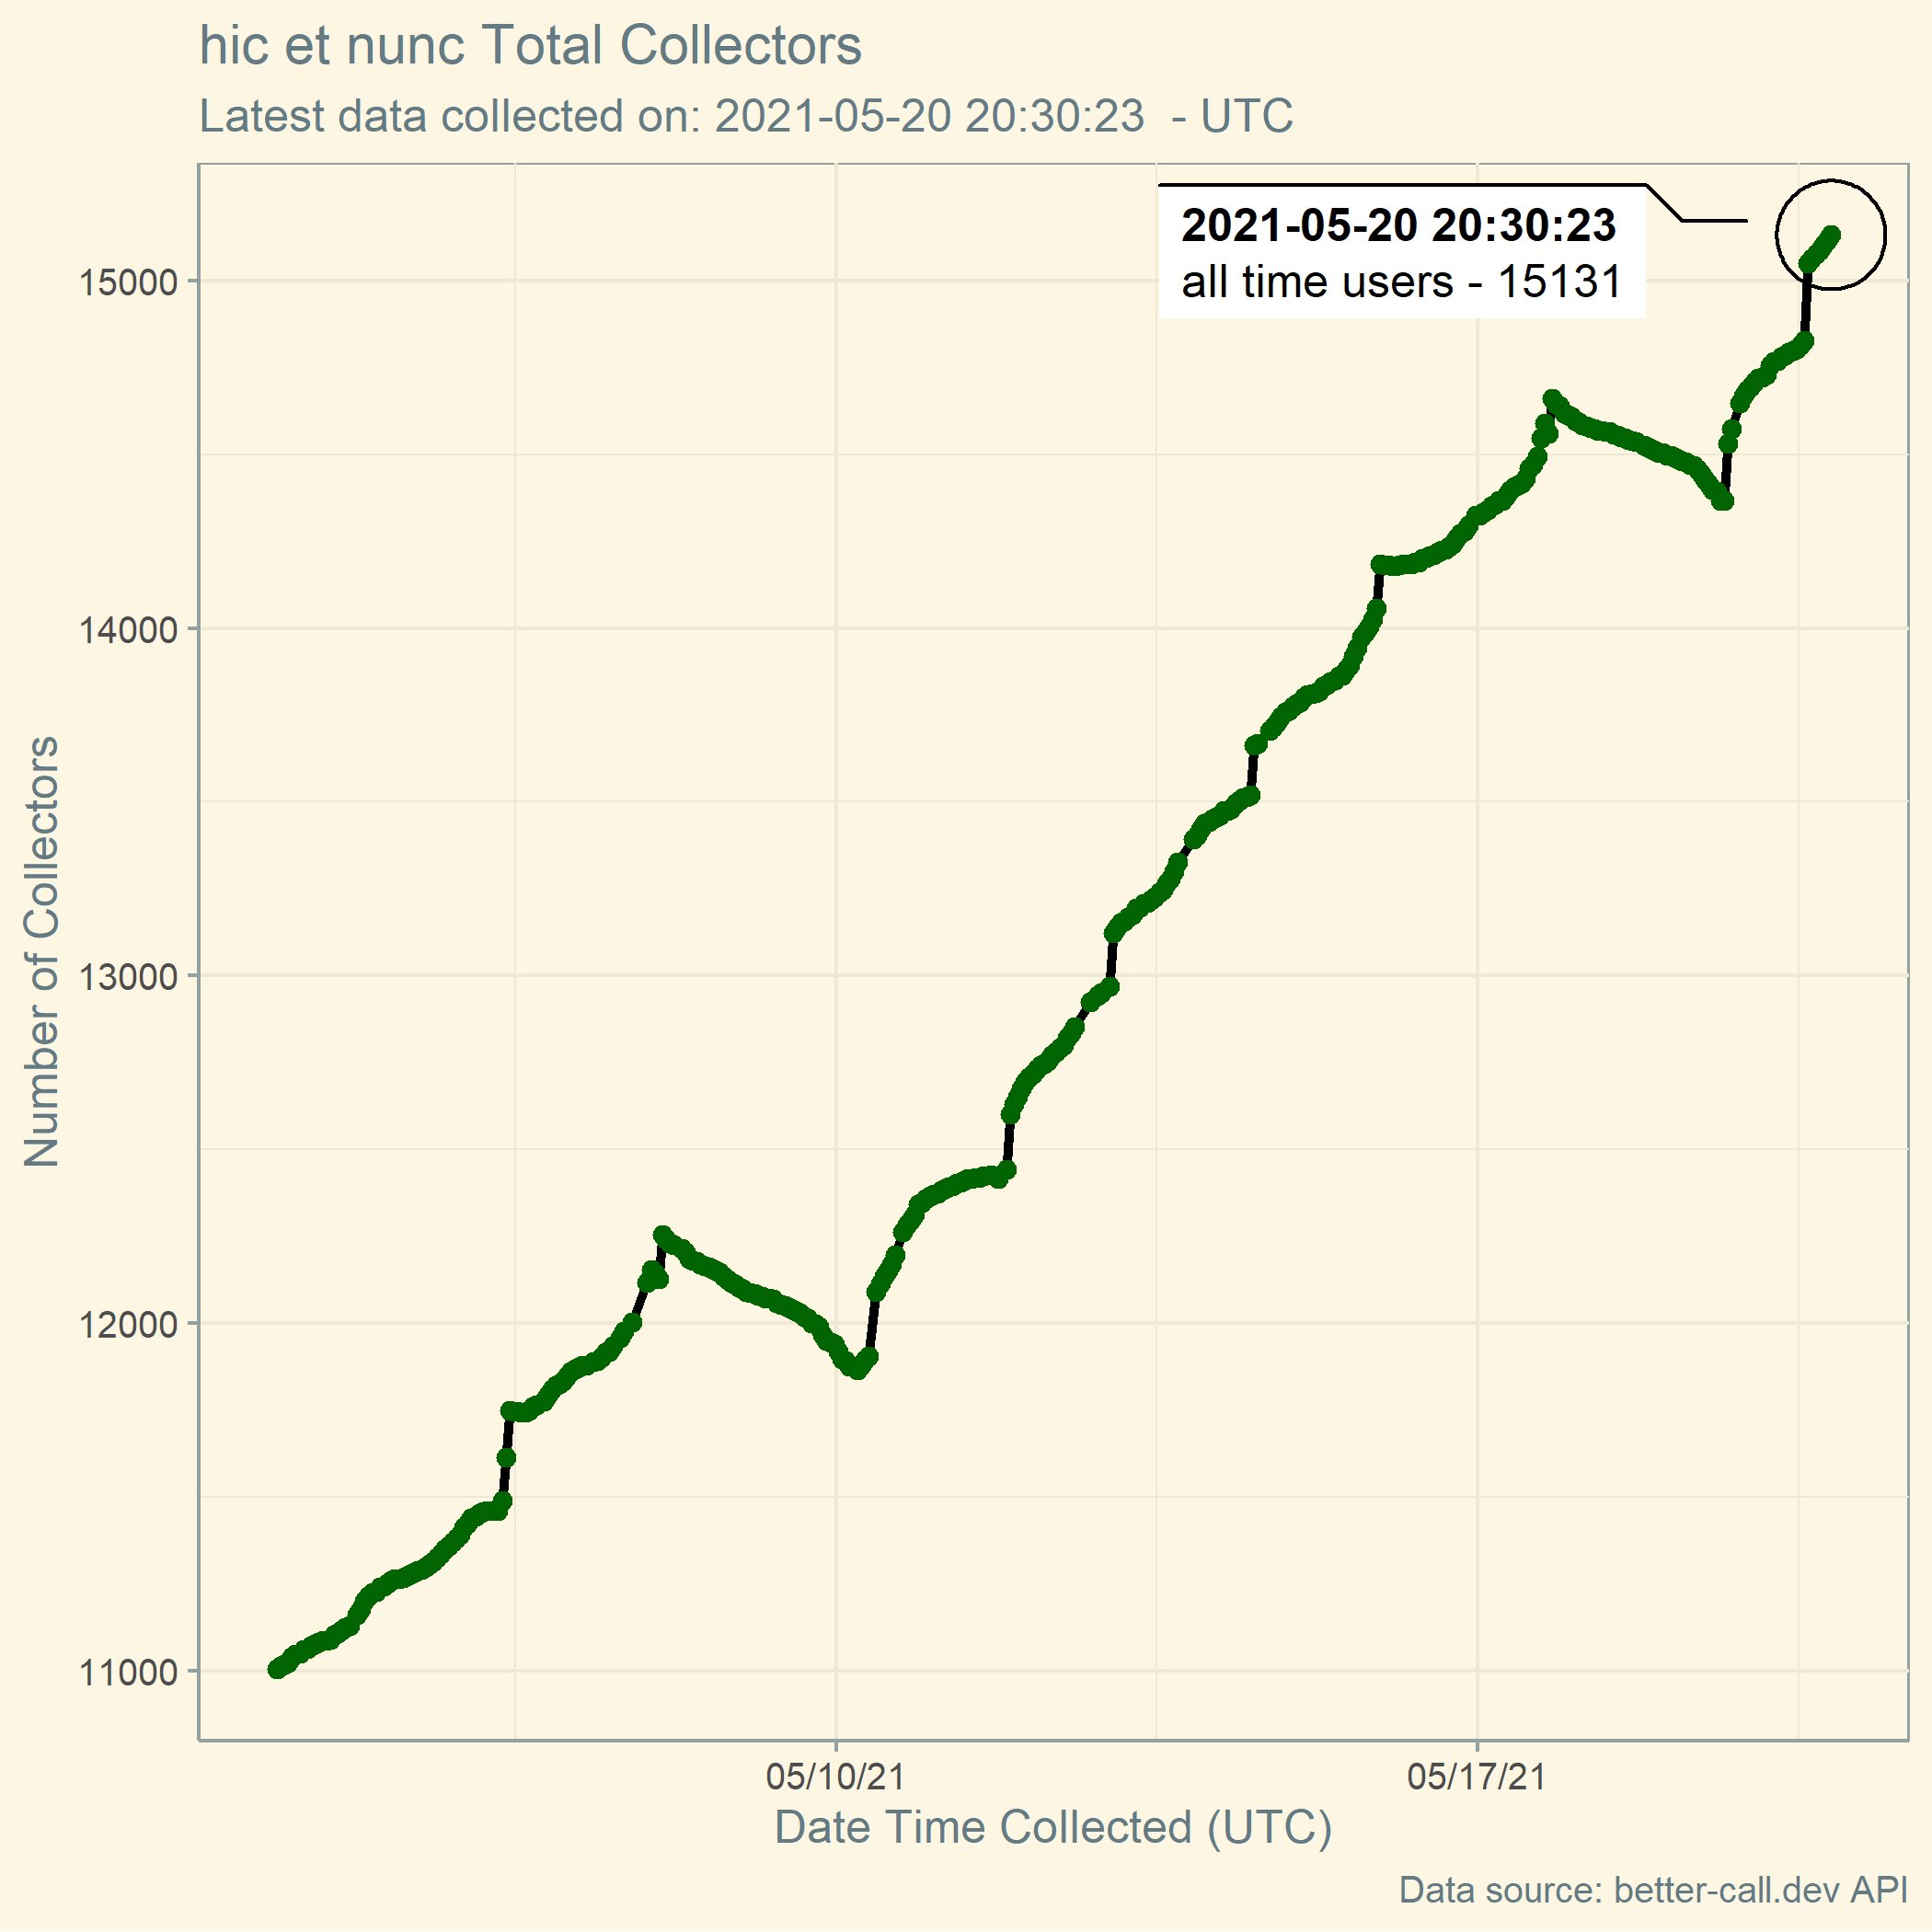 hic et nunc Total Collectors
Latest data collected on: 2021-05-20 20:30:23  - UTC
2021-05-20 20:30:23
all time users - 15131
15000
14000
13000
12000
11000
Number of Collectors
05/10/21
05/17/21
Date Time Collected (UTC)
Data source: better-call.dev API